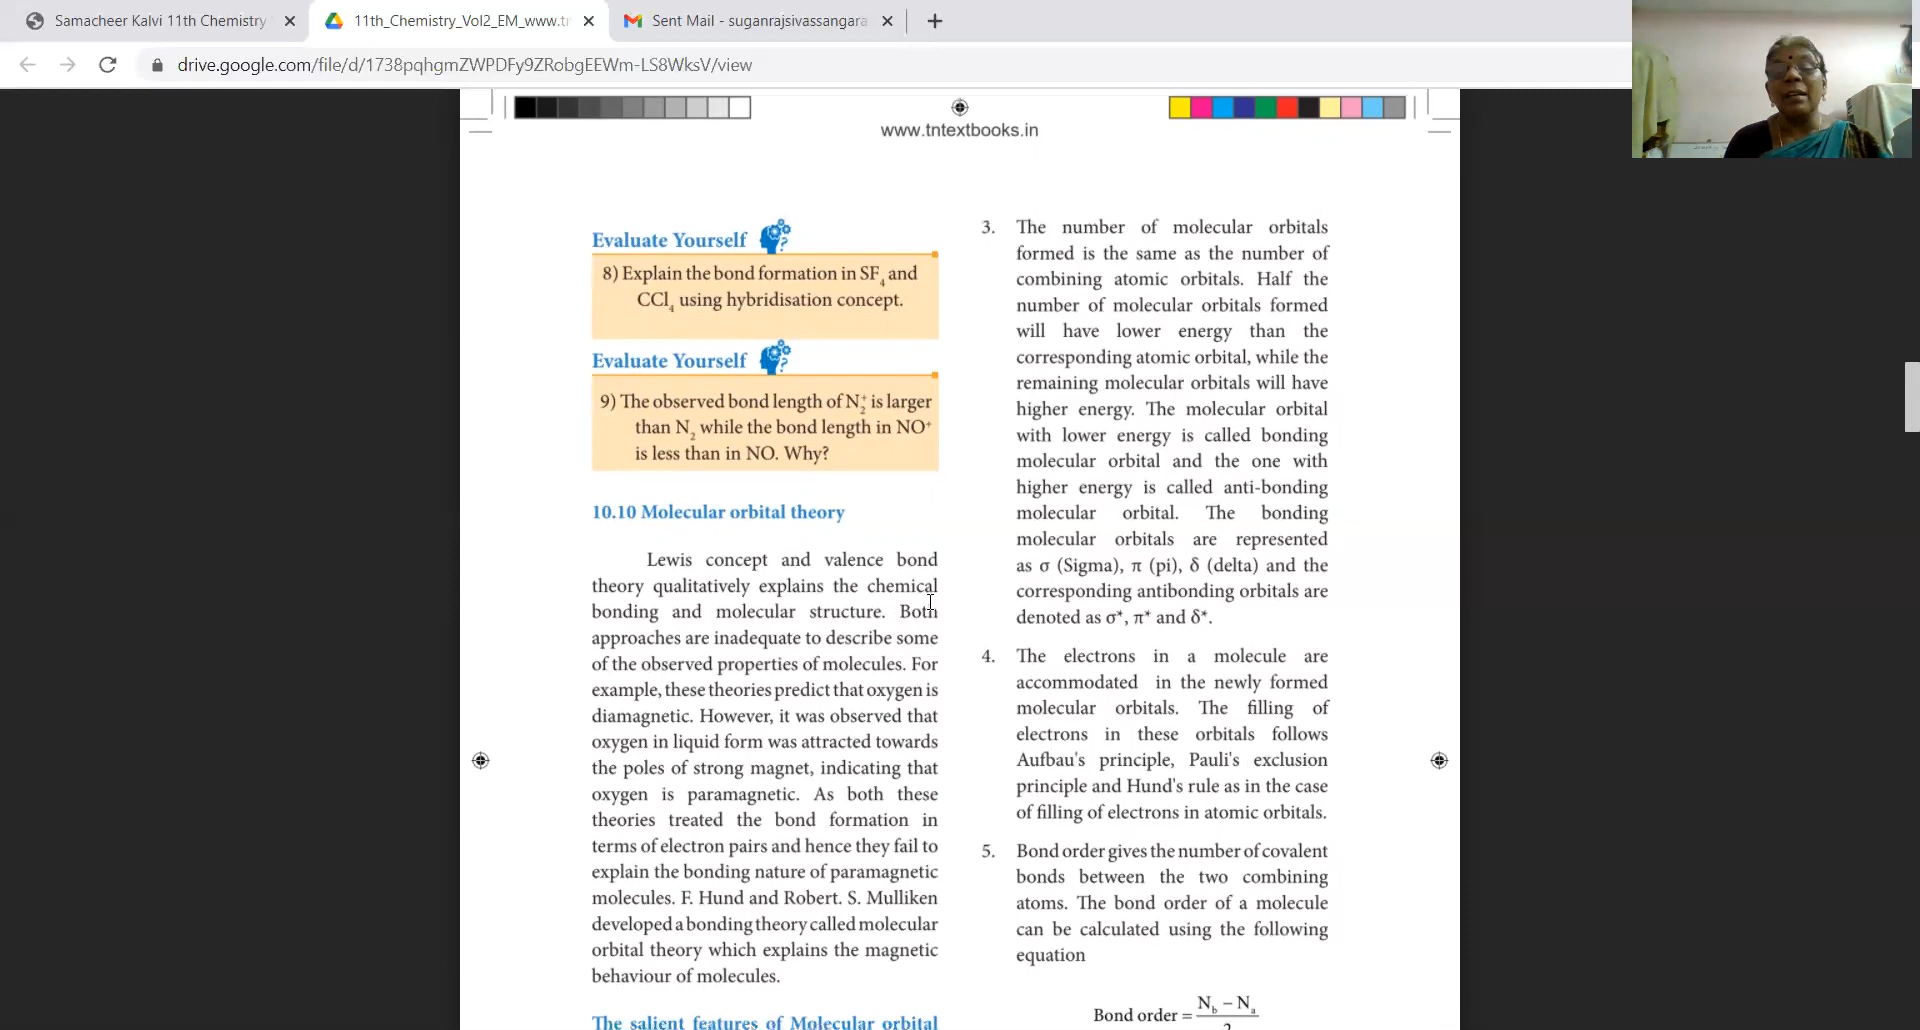 Samacheer Kalvi 11th Chemistry
11th_Chemistry_Vol2_EM_www.tn
Sent Mail - suganrajsivassangara
drive.google.com/file/d/1738pqhgmZWPDFy9ZRobgEEWm-LS8WksV/view
www.tntextbooks.in
Evaluate Yourself
8) Explain the bond formation in SF₄ and
CCl₄ using hybridisation concept.
Evaluate Yourself
9) The observed bond length of N₂⁺ is larger
than N₂ while the bond length in NO⁺
is less than in NO. Why?
10.10 Molecular orbital theory
Lewis concept and valence bond
theory qualitatively explains the chemical
bonding and molecular structure. Both
approaches are inadequate to describe some
of the observed properties of molecules. For
example, these theories predict that oxygen is
diamagnetic. However, it was observed that
oxygen in liquid form was attracted towards
the poles of strong magnet, indicating that
oxygen is paramagnetic. As both these
theories treated the bond formation in
terms of electron pairs and hence they fail to
explain the bonding nature of paramagnetic
molecules. F. Hund and Robert. S. Mulliken
developed a bonding theory called molecular
orbital theory which explains the magnetic
behaviour of molecules.
The salient features of Molecular orbital
3. The number of molecular orbitals
formed is the same as the number of
combining atomic orbitals. Half the
number of molecular orbitals formed
will have lower energy than the
corresponding atomic orbital, while the
remaining molecular orbitals will have
higher energy. The molecular orbital
with lower energy is called bonding
molecular orbital and the one with
higher energy is called anti-bonding
molecular orbital. The bonding
molecular orbitals are represented
as σ (Sigma), π (pi), δ (delta) and the
corresponding antibonding orbitals are
denoted as σ*, π* and δ*.
4. The electrons in a molecule are
accommodated in the newly formed
molecular orbitals. The filling of
electrons in these orbitals follows
Aufbau's principle, Pauli's exclusion
principle and Hund's rule as in the case
of filling of electrons in atomic orbitals.
5. Bond order gives the number of covalent
bonds between the two combining
atoms. The bond order of a molecule
can be calculated using the following
equation
Bond order = N_b − N_a
2